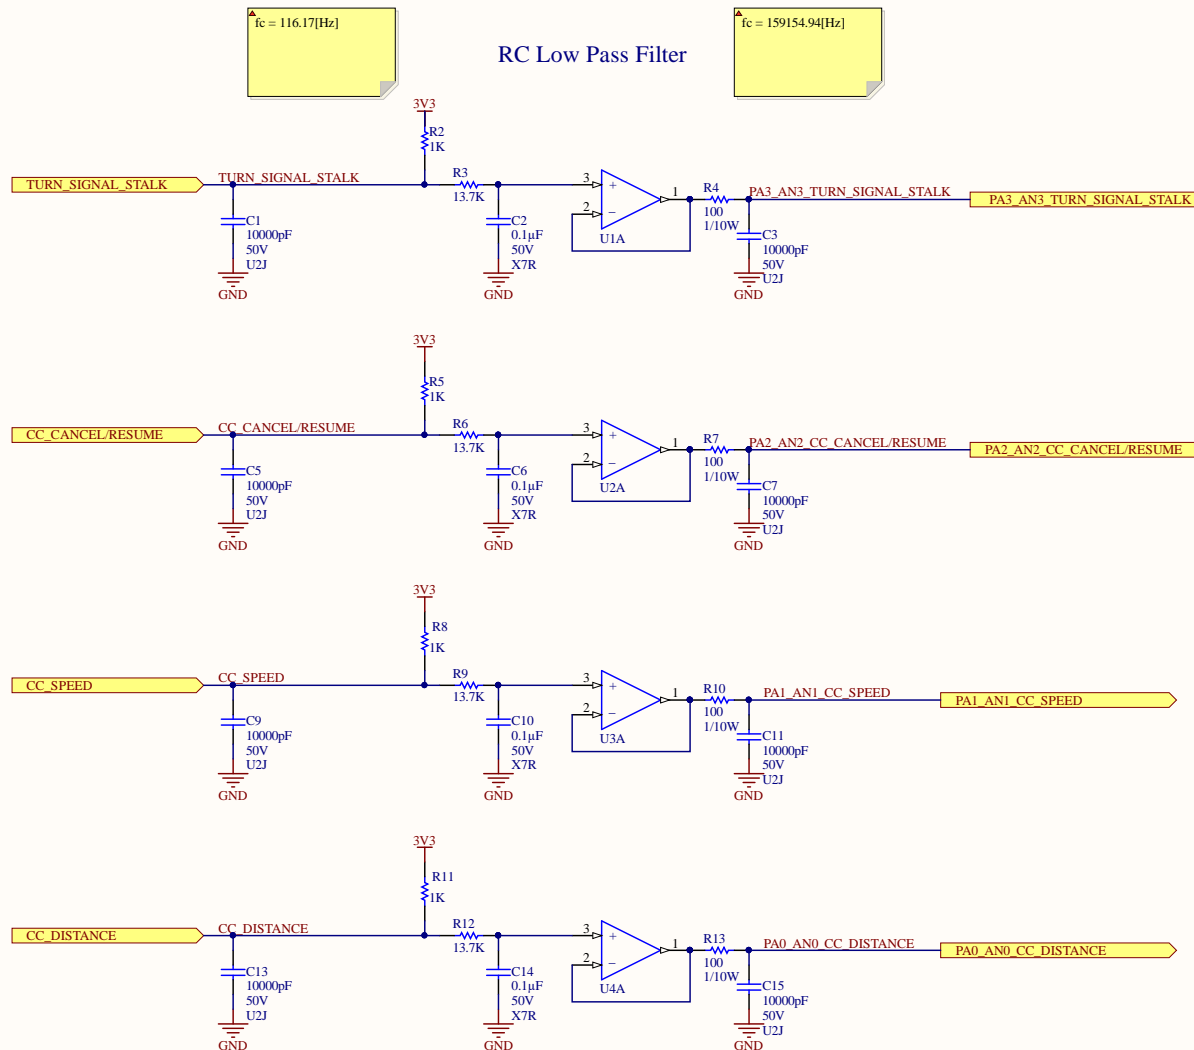 fc = 116.17[Hz]
fc = 159154.94[Hz]
RC Low Pass Filter
3V3
R2
1K
TURN_SIGNAL_STALK
TURN_SIGNAL_STALK
R3
13.7K
3
+
2
−
1
U1A
R4
100
1/10W
PA3_AN3_TURN_SIGNAL_STALK
PA3_AN3_TURN_SIGNAL_STALK
C1
10000pF
50V
U2J
GND
C2
0.1µF
50V
X7R
GND
C3
10000pF
50V
U2J
GND
3V3
R5
1K
CC_CANCEL/RESUME
CC_CANCEL/RESUME
R6
13.7K
3
+
2
−
1
U2A
R7
100
1/10W
PA2_AN2_CC_CANCEL/RESUME
PA2_AN2_CC_CANCEL/RESUME
C5
10000pF
50V
U2J
GND
C6
0.1µF
50V
X7R
GND
C7
10000pF
50V
U2J
GND
3V3
R8
1K
CC_SPEED
CC_SPEED
R9
13.7K
3
+
2
−
1
U3A
R10
100
1/10W
PA1_AN1_CC_SPEED
PA1_AN1_CC_SPEED
C9
10000pF
50V
U2J
GND
C10
0.1µF
50V
X7R
GND
C11
10000pF
50V
U2J
GND
3V3
R11
1K
CC_DISTANCE
CC_DISTANCE
R12
13.7K
3
+
2
−
1
U4A
R13
100
1/10W
PA0_AN0_CC_DISTANCE
PA0_AN0_CC_DISTANCE
C13
10000pF
50V
U2J
GND
C14
0.1µF
50V
X7R
GND
C15
10000pF
50V
U2J
GND